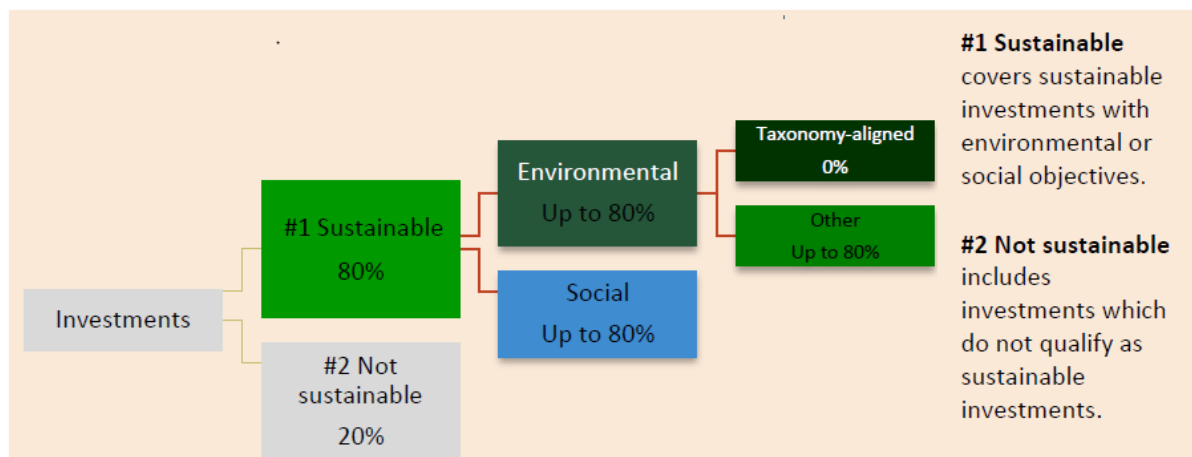 Investments
#1 Sustainable
80%
#2 Not
sustainable
20%
Environmental
Up to 80%
Social
Up to 80%
Taxonomy-aligned
0%
Other
Up to 80%
#1 Sustainable
covers sustainable
investments with
environmental or
social objectives.
#2 Not sustainable
includes
investments which
do not qualify as
sustainable
investments.